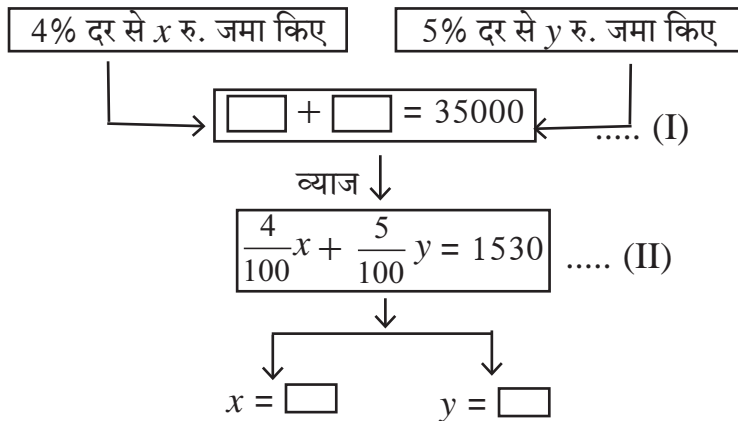 4% दर से x रु. जमा किए
5% दर से y रु. जमा किए
+ = 35000 ..... (I)
व्याज
4/100 x + 5/100 y = 1530 ..... (II)
x =
y =